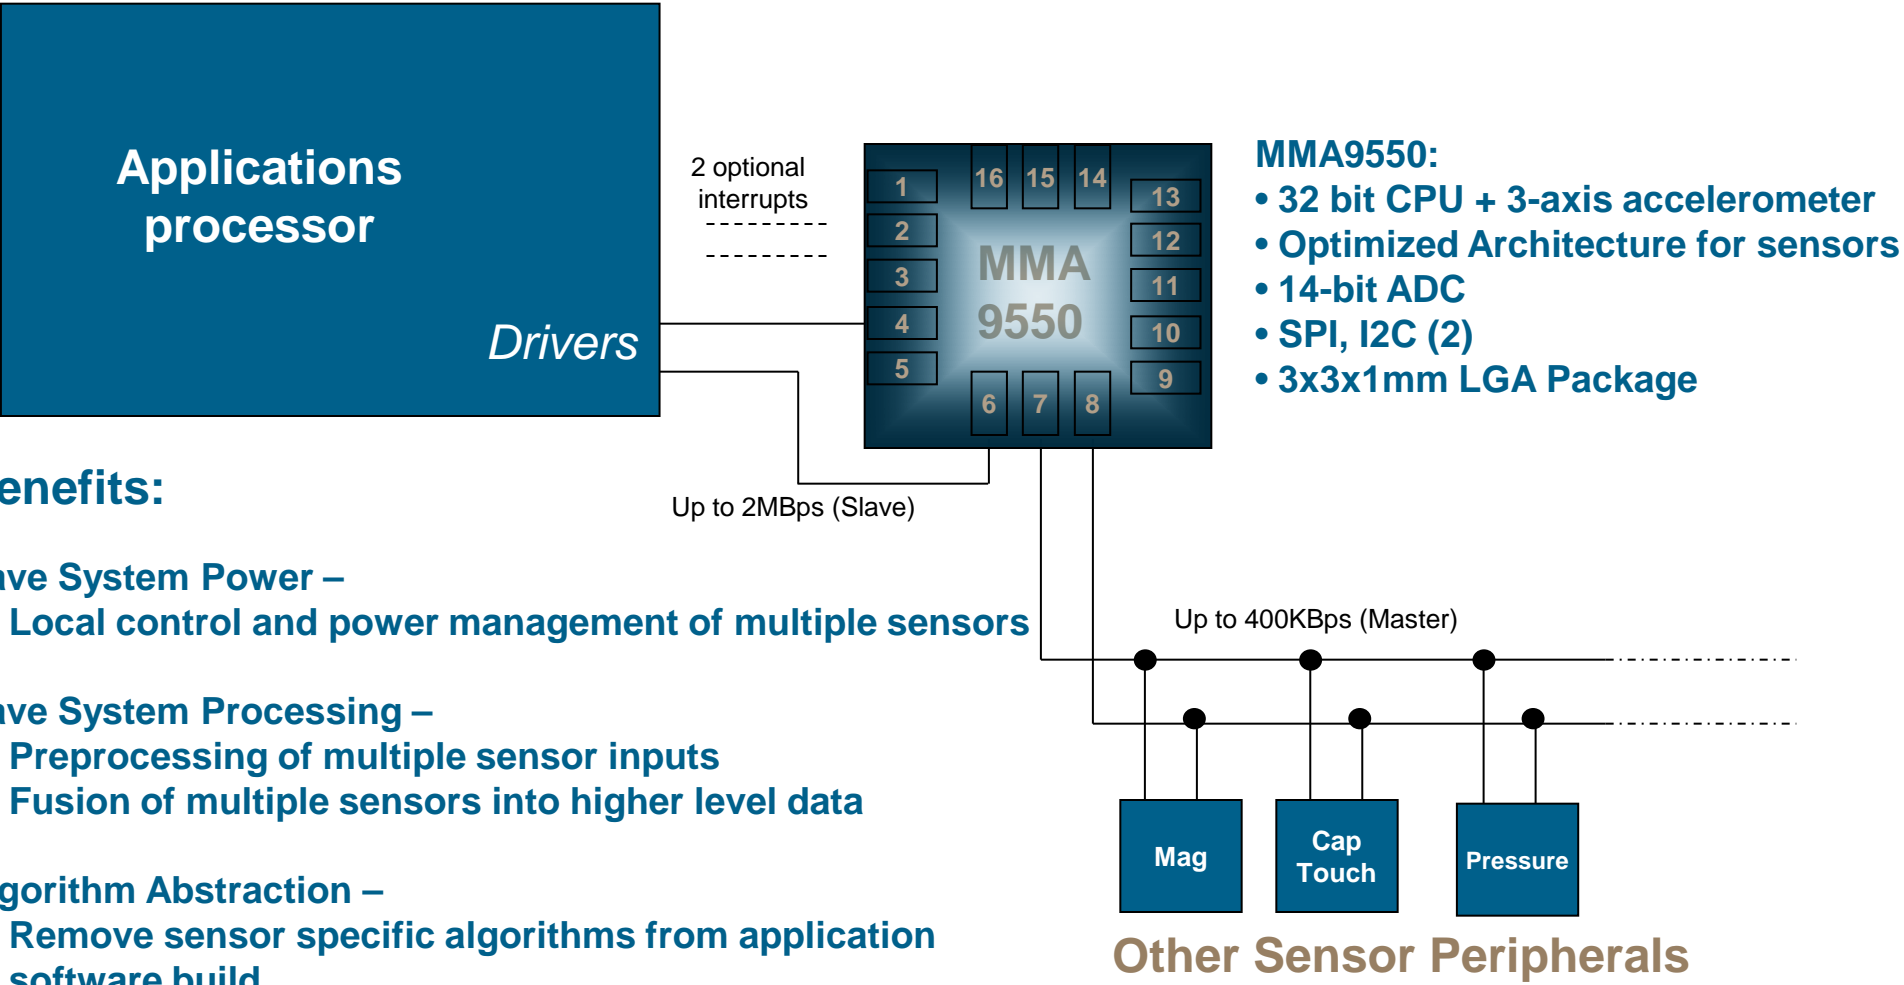 Applications
processor
Drivers
2 optional
interrupts
1
2
3
4
5
16 15 14
13
12
11
10
9
MMA
9550
6 7 8
MMA9550:
• 32 bit CPU + 3-axis accelerometer
• Optimized Architecture for sensors
• 14-bit ADC
• SPI, I2C (2)
• 3x3x1mm LGA Package
Up to 2MBps (Slave)
enefits:
ave System Power –
Local control and power management of multiple sensors
ave System Processing –
Preprocessing of multiple sensor inputs
Fusion of multiple sensors into higher level data
gorithm Abstraction –
Remove sensor specific algorithms from application
software build
Up to 400KBps (Master)
Mag
Cap
Touch
Pressure
Other Sensor Peripherals